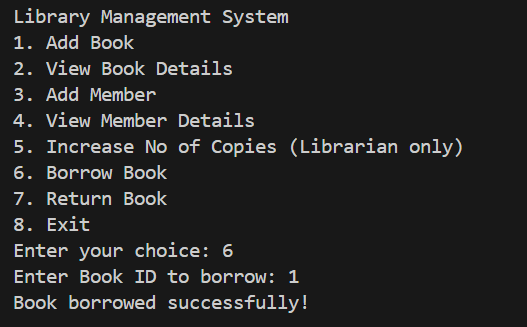 Library Management System
1. Add Book
2. View Book Details
3. Add Member
4. View Member Details
5. Increase No of Copies (Librarian only)
6. Borrow Book
7. Return Book
8. Exit
Enter your choice: 6
Enter Book ID to borrow: 1
Book borrowed successfully!